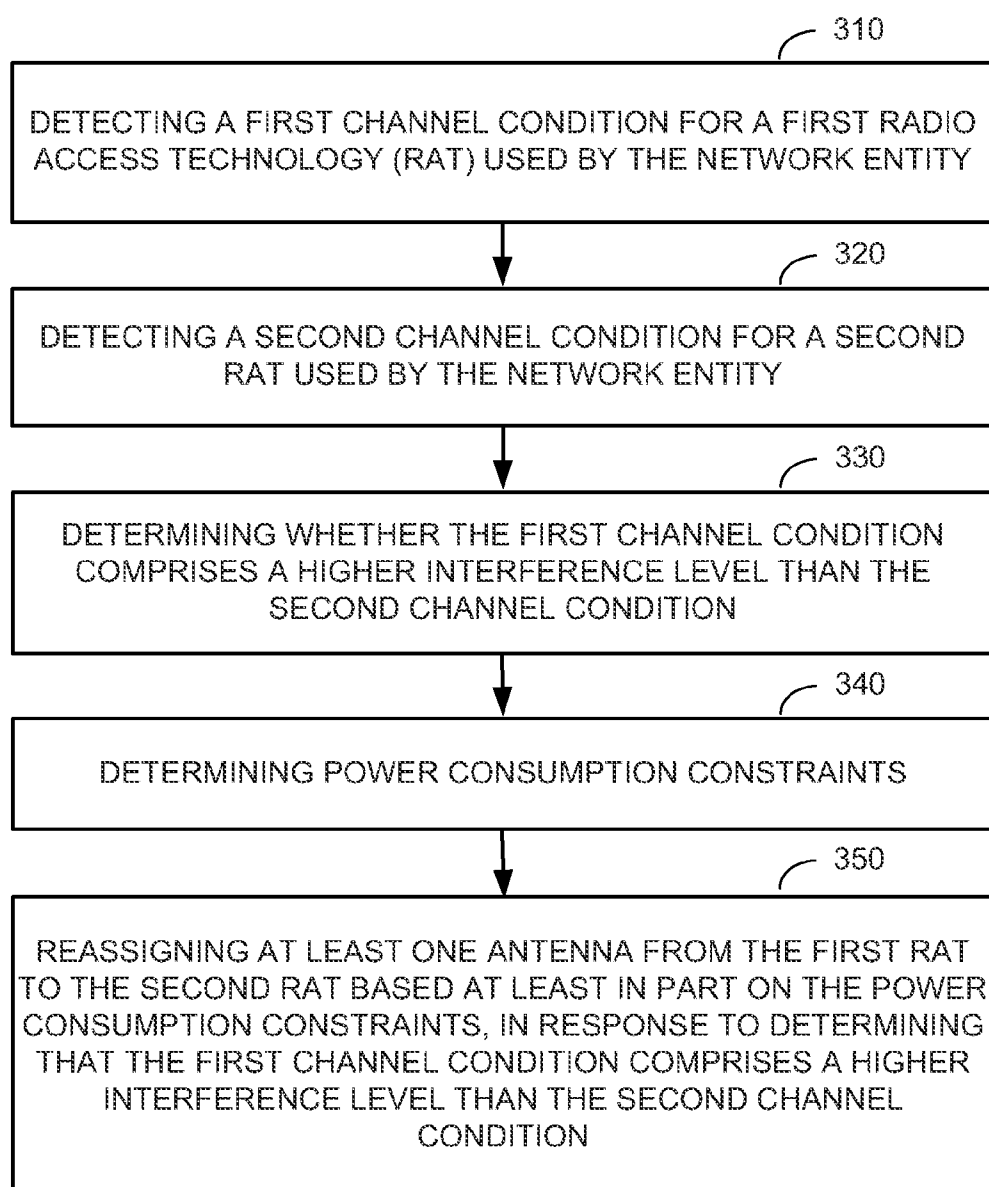 310
DETECTING A FIRST CHANNEL CONDITION FOR A FIRST RADIO
ACCESS TECHNOLOGY (RAT) USED BY THE NETWORK ENTITY
320
DETECTING A SECOND CHANNEL CONDITION FOR A SECOND
RAT USED BY THE NETWORK ENTITY
330
DETERMINING WHETHER THE FIRST CHANNEL CONDITION
COMPRISES A HIGHER INTERFERENCE LEVEL THAN THE
SECOND CHANNEL CONDITION
340
DETERMINING POWER CONSUMPTION CONSTRAINTS
350
REASSIGNING AT LEAST ONE ANTENNA FROM THE FIRST RAT
TO THE SECOND RAT BASED AT LEAST IN PART ON THE POWER
CONSUMPTION CONSTRAINTS, IN RESPONSE TO DETERMINING
THAT THE FIRST CHANNEL CONDITION COMPRISES A HIGHER
INTERFERENCE LEVEL THAN THE SECOND CHANNEL
CONDITION